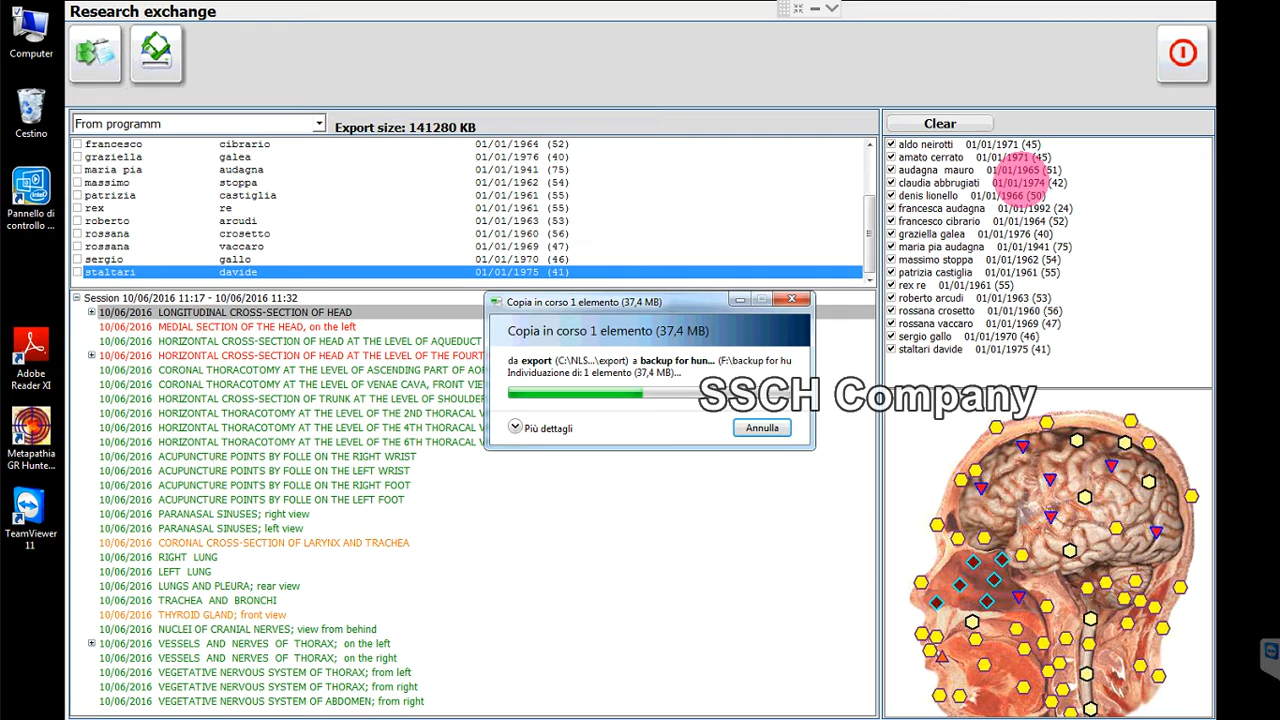 Research exchange
Computer
Cestino
Pannello di
controllo ...
Adobe
Reader XI
Metapathia
GR Hunte...
TeamViewer
11
From programm
Export size: 141280 KB
francesco cibrario 01/01/1964 (52)
graziella galea 01/01/1976 (40)
maria pia audagna 01/01/1941 (75)
massimo stoppa 01/01/1962 (54)
patrizia castiglia 01/01/1961 (55)
rex re 01/01/1961 (55)
roberto arcudi 01/01/1963 (53)
rossana crosetto 01/01/1960 (56)
rossana vaccaro 01/01/1969 (47)
sergio gallo 01/01/1970 (46)
staltari davide 01/01/1975 (41)
Clear
aldo neirotti 01/01/1971 (45)
amato cerrato 01/01/1971 (45)
audagna mauro 01/01/1965 (51)
claudia abbrugiati 01/01/1974 (42)
denis lionello 01/01/1966 (50)
francesca audagna 01/01/1992 (24)
francesco cibrario 01/01/1964 (52)
graziella galea 01/01/1976 (40)
maria pia audagna 01/01/1941 (75)
massimo stoppa 01/01/1962 (54)
patrizia castiglia 01/01/1961 (55)
rex re 01/01/1961 (55)
roberto arcudi 01/01/1963 (53)
rossana crosetto 01/01/1960 (56)
rossana vaccaro 01/01/1969 (47)
sergio gallo 01/01/1970 (46)
staltari davide 01/01/1975 (41)
Session 10/06/2016 11:17 - 10/06/2016 11:32
10/06/2016 LONGITUDINAL CROSS-SECTION OF HEAD
10/06/2016 MEDIAL SECTION OF THE HEAD, on the left
10/06/2016 HORIZONTAL CROSS-SECTION OF HEAD AT THE LEVEL OF AQUEDUCT
10/06/2016 HORIZONTAL CROSS-SECTION OF HEAD AT THE LEVEL OF THE FOURT
10/06/2016 CORONAL THORACOTOMY AT THE LEVEL OF ASCENDING PART OF AOR
10/06/2016 CORONAL THORACOTOMY AT THE LEVEL OF VENAE CAVA, FRONT VIE
10/06/2016 HORIZONTAL CROSS-SECTION OF TRUNK AT THE LEVEL OF SHOULDER
10/06/2016 HORIZONTAL THORACOTOMY AT THE LEVEL OF THE 2ND THORACAL V
10/06/2016 HORIZONTAL THORACOTOMY AT THE LEVEL OF THE 4TH THORACAL V
10/06/2016 HORIZONTAL THORACOTOMY AT THE LEVEL OF THE 6TH THORACAL V
10/06/2016 ACUPUNCTURE POINTS BY FOLLE ON THE RIGHT WRIST
10/06/2016 ACUPUNCTURE POINTS BY FOLLE ON THE LEFT WRIST
10/06/2016 ACUPUNCTURE POINTS BY FOLLE ON THE RIGHT FOOT
10/06/2016 ACUPUNCTURE POINTS BY FOLLE ON THE LEFT FOOT
10/06/2016 PARANASAL SINUSES; right view
10/06/2016 PARANASAL SINUSES; left view
10/06/2016 CORONAL CROSS-SECTION OF LARYNX AND TRACHEA
10/06/2016 RIGHT LUNG
10/06/2016 LEFT LUNG
10/06/2016 LUNGS AND PLEURA; rear view
10/06/2016 TRACHEA AND BRONCHI
10/06/2016 THYROID GLAND; front view
10/06/2016 NUCLEI OF CRANIAL NERVES; view from behind
10/06/2016 VESSELS AND NERVES OF THORAX; on the left
10/06/2016 VESSELS AND NERVES OF THORAX; on the right
10/06/2016 VEGETATIVE NERVOUS SYSTEM OF THORAX; from left
10/06/2016 VEGETATIVE NERVOUS SYSTEM OF THORAX; from right
10/06/2016 VEGETATIVE NERVOUS SYSTEM OF ABDOMEN; from right
Copia in corso 1 elemento (37,4 MB)
Copia in corso 1 elemento (37,4 MB)
da export (C:\NLS...\export) a backup for hun... (F:\backup for hu
Individuazione di: 1 elemento (37,4 MB)...
Più dettagli
Annulla
SSCH Company